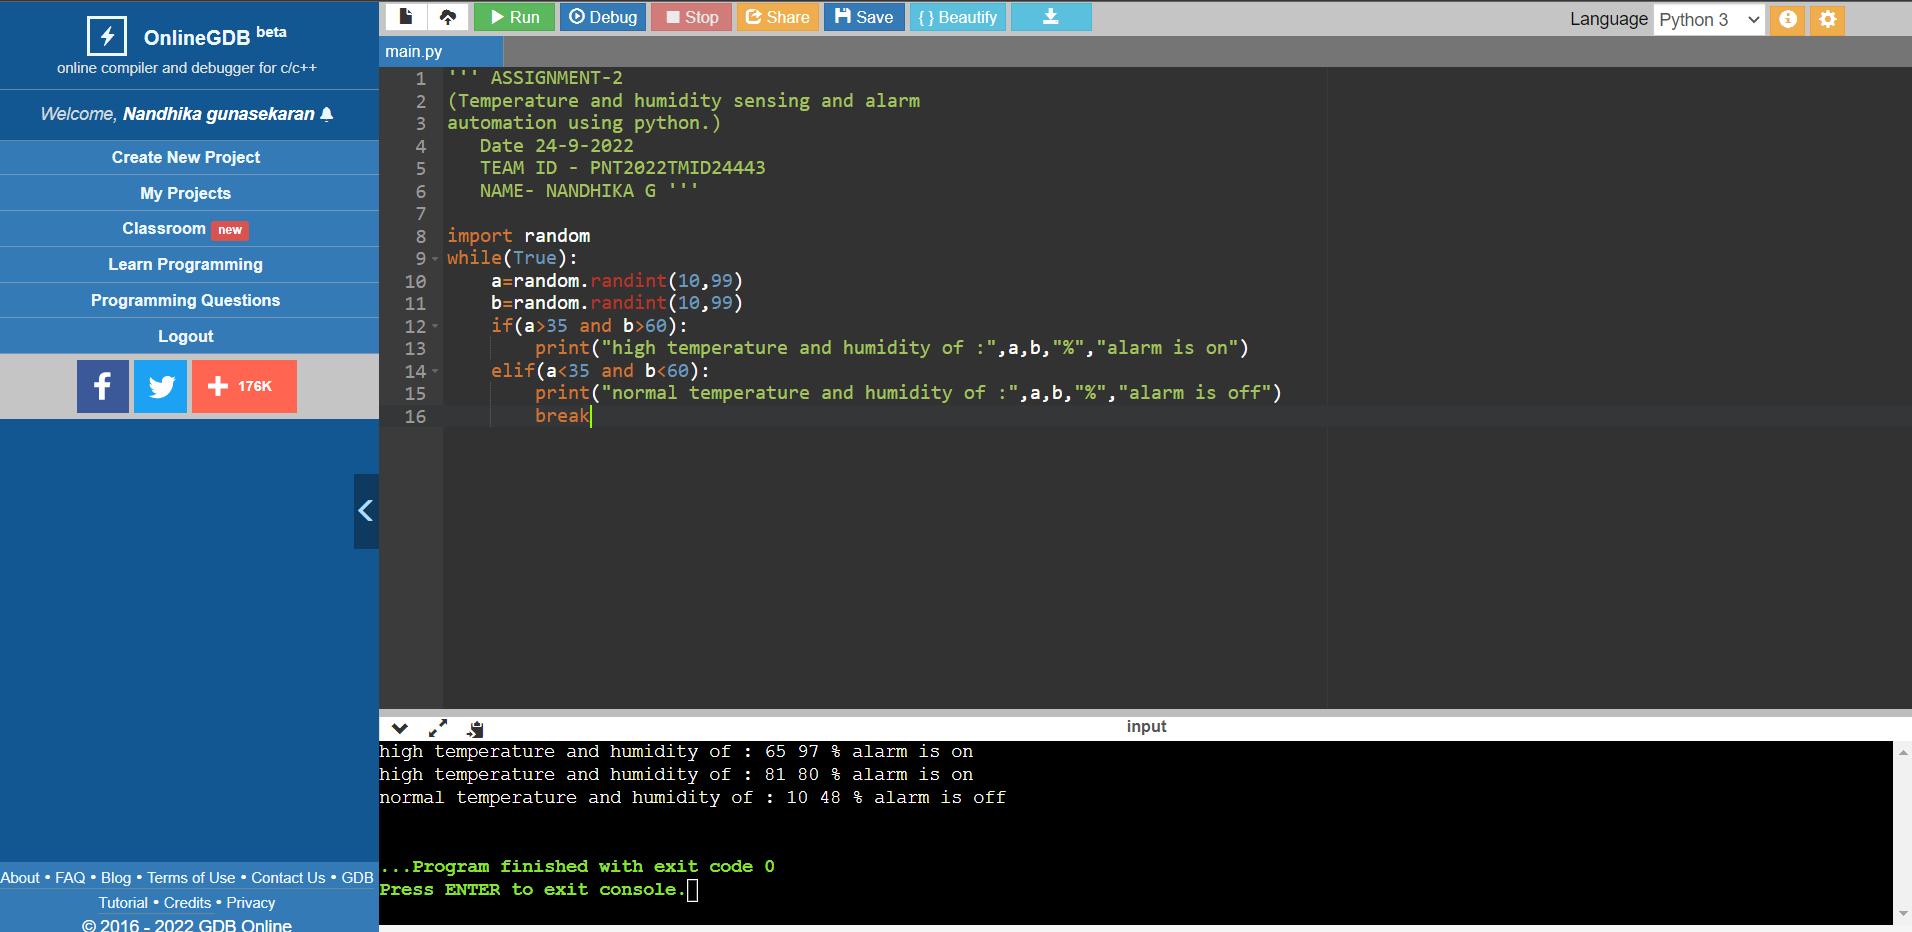 OnlineGDB beta
online compiler and debugger for c/c++
Welcome, Nandhika gunasekaran
Create New Project
My Projects
Classroom new
Learn Programming
Programming Questions
Logout
f + 176K
About • FAQ • Blog • Terms of Use • Contact Us • GDB
Tutorial • Credits • Privacy
© 2016 - 2022 GDB Online
Run Debug Stop Share Save { } Beautify
Language Python 3
main.py
1 ''' ASSIGNMENT-2
2 (Temperature and humidity sensing and alarm
3 automation using python.)
4    Date 24-9-2022
5    TEAM ID - PNT2022TMID24443
6    NAME- NANDHIKA G '''
7
8 import random
9 while(True):
10     a=random.randint(10,99)
11     b=random.randint(10,99)
12     if(a>35 and b>60):
13         print("high temperature and humidity of :",a,b,"%","alarm is on")
14     elif(a<35 and b<60):
15         print("normal temperature and humidity of :",a,b,"%","alarm is off")
16         break
input
high temperature and humidity of : 65 97 % alarm is on
high temperature and humidity of : 81 80 % alarm is on
normal temperature and humidity of : 10 48 % alarm is off
...Program finished with exit code 0
Press ENTER to exit console.